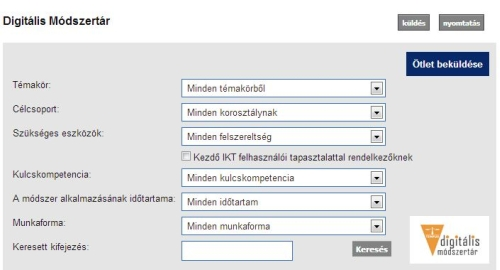 Digitális Módszertár
küldés nyomtatás
Ötlet beküldése
Témakör: Minden témakörből
Célcsoport: Minden korosztálynak
Szükséges eszközök: Minden felszereltség
Kezdő IKT felhasználói tapasztalattal rendelkezőknek
Kulcskompetencia: Minden kulcskompetencia
A módszer alkalmazásának időtartama: Minden időtartam
Munkaforma: Minden munkaforma
Keresett kifejezés: Keresés
digitális
módszertár